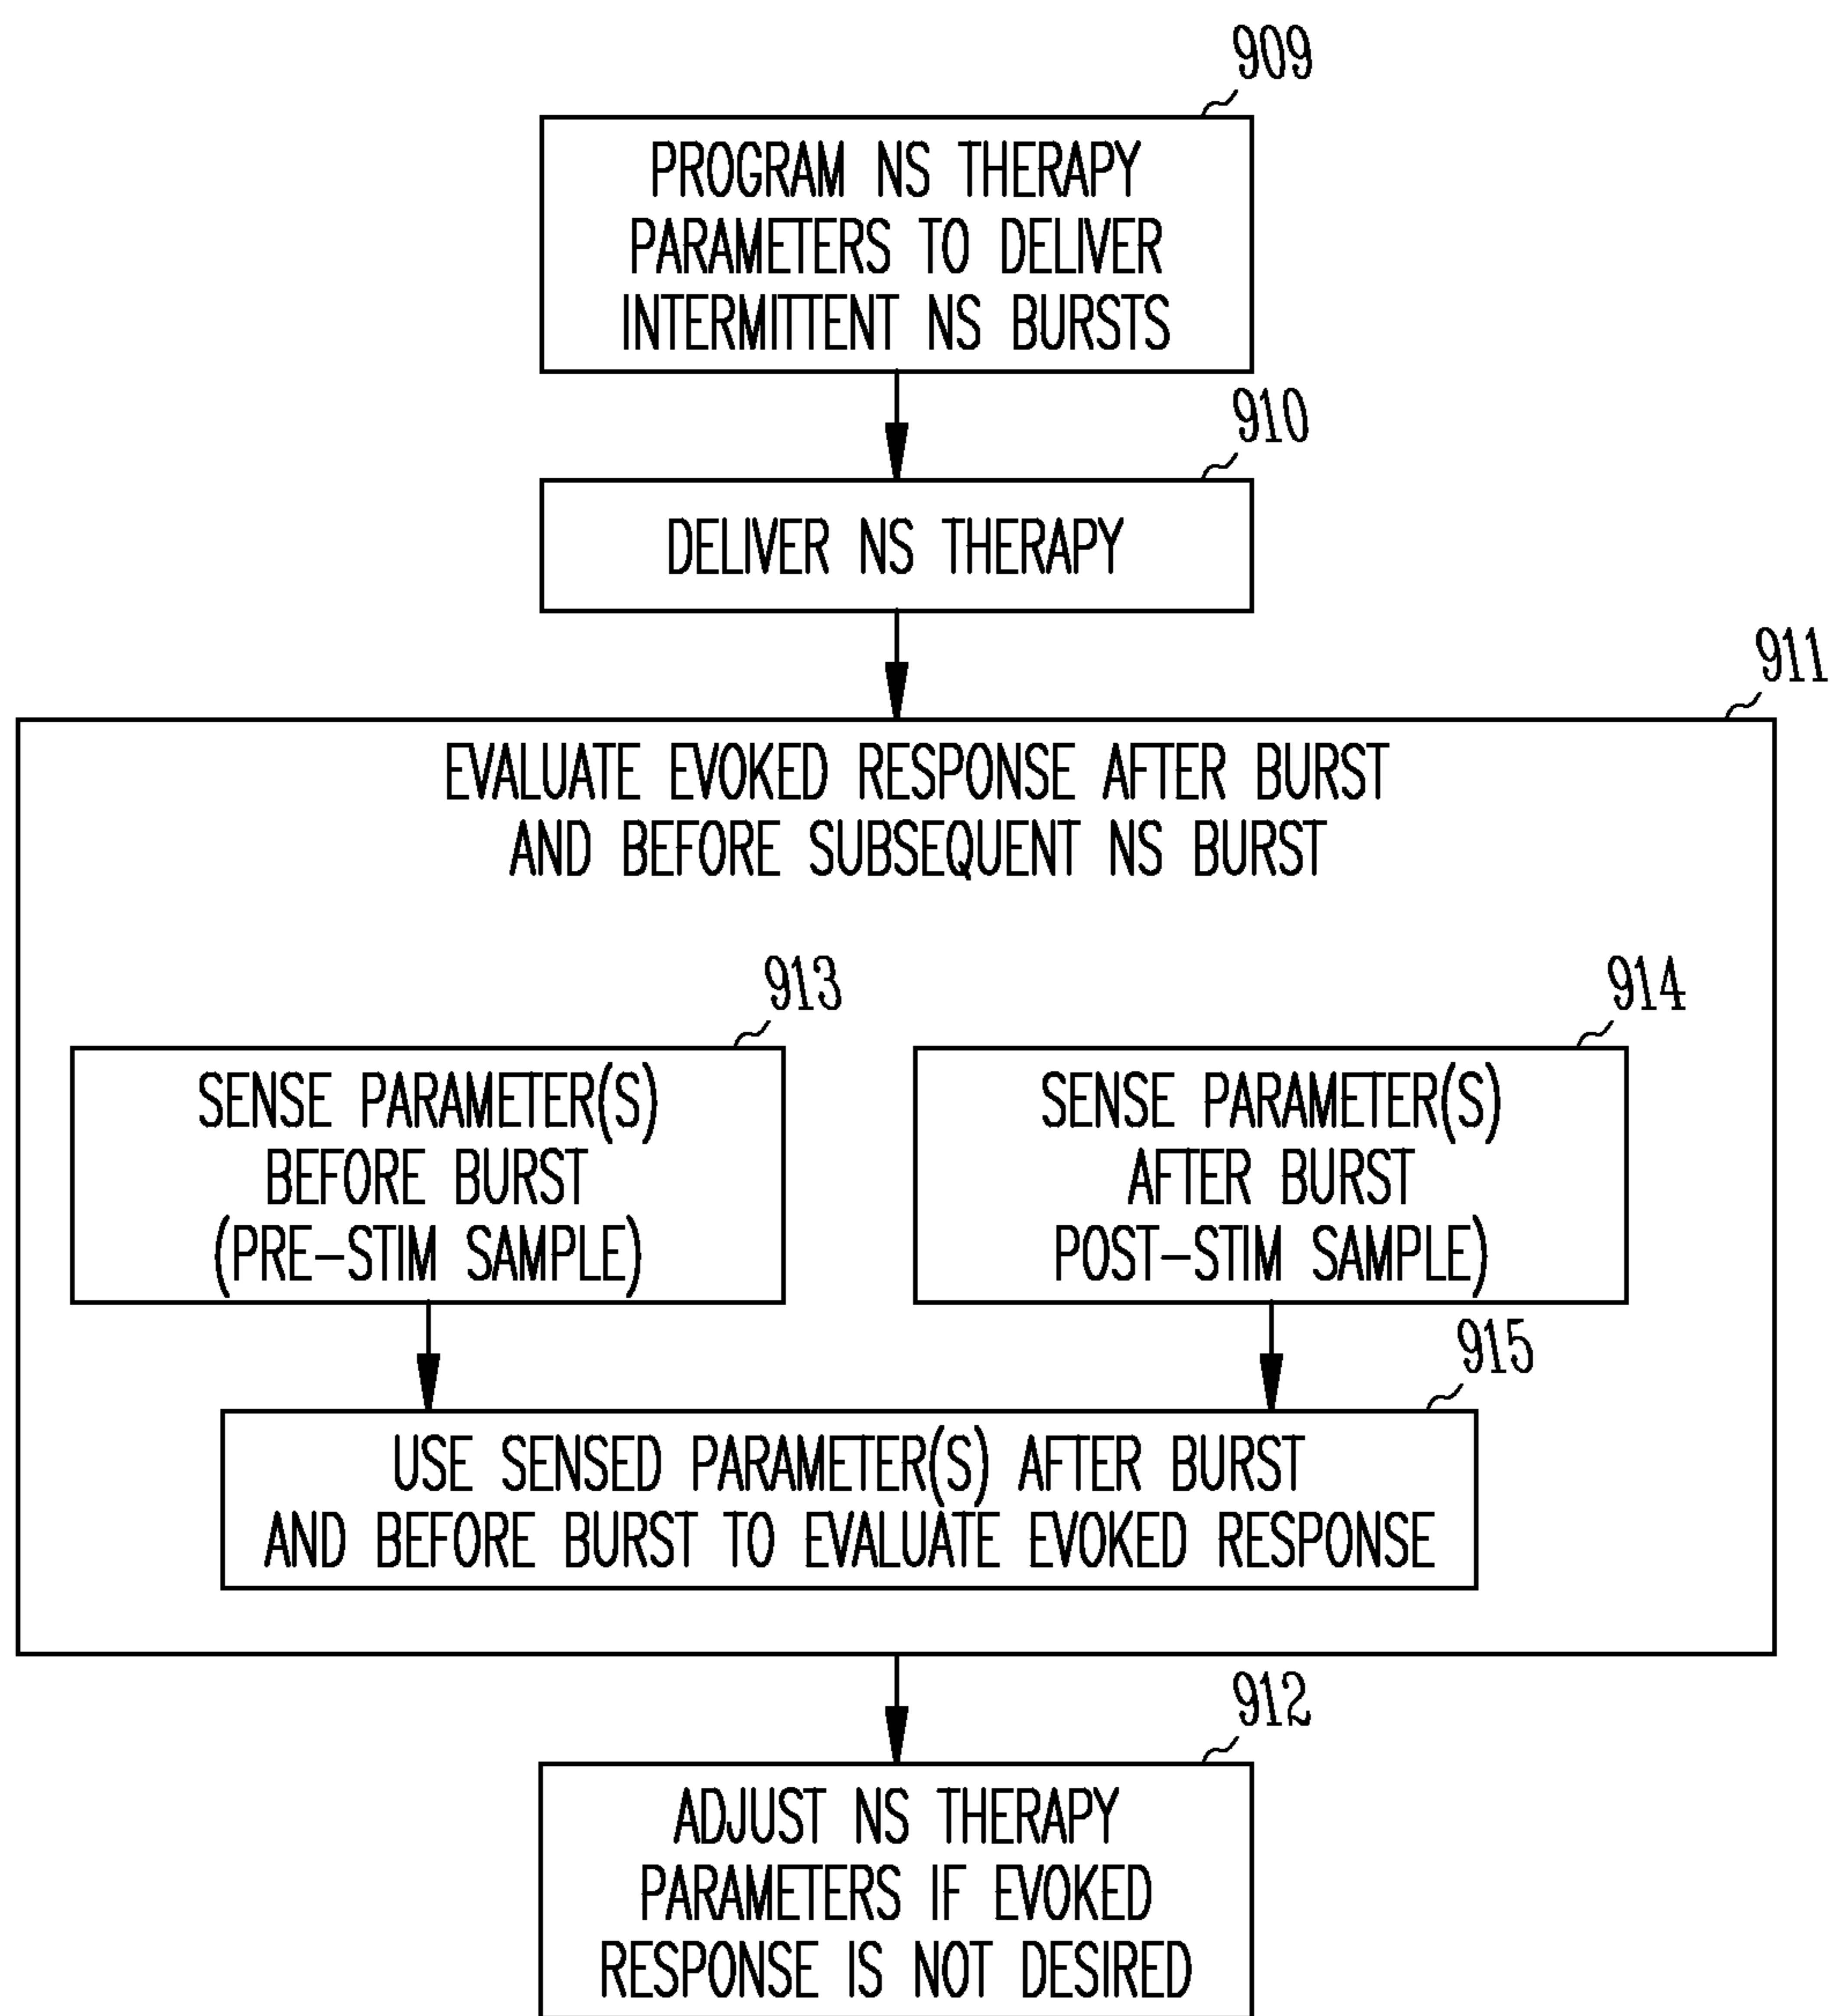 909
PROGRAM NS THERAPY
PARAMETERS TO DELIVER
INTERMITTENT NS BURSTS
910
DELIVER NS THERAPY
911
EVALUATE EVOKED RESPONSE AFTER BURST
AND BEFORE SUBSEQUENT NS BURST
913
SENSE PARAMETER(S)
BEFORE BURST
(PRE-STIM SAMPLE)
914
SENSE PARAMETER(S)
AFTER BURST
POST-STIM SAMPLE)
915
USE SENSED PARAMETER(S) AFTER BURST
AND BEFORE BURST TO EVALUATE EVOKED RESPONSE
912
ADJUST NS THERAPY
PARAMETERS IF EVOKED
RESPONSE IS NOT DESIRED